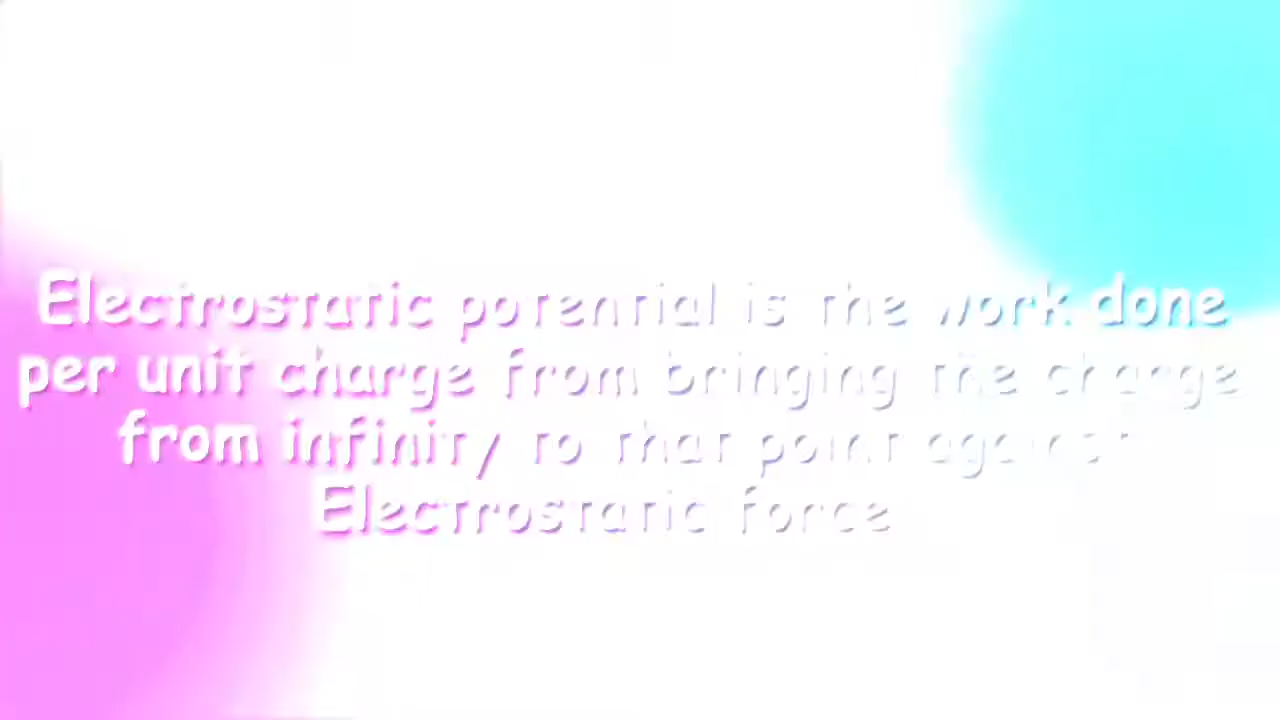 Electrostatic potential is the work done
per unit charge from bringing the charge
from infinity to that point against
Electrostatic force